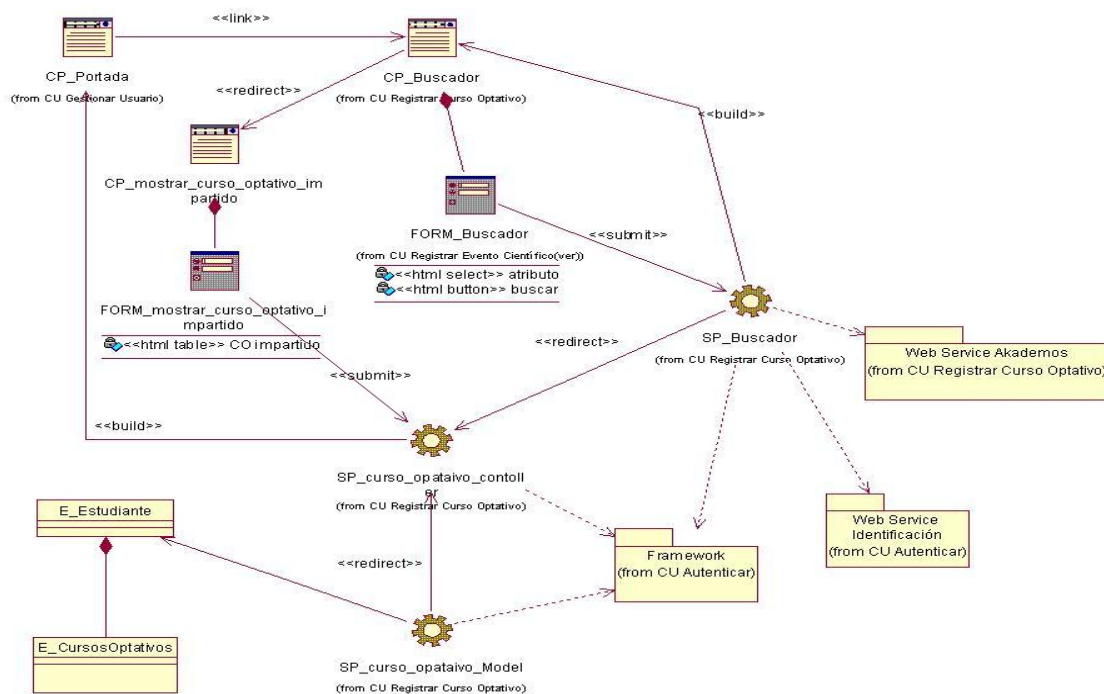 <<link>>
CP_Portada
(from CU Gestionar Usuario)
CP_Buscador
(from CU Registrar Curso Optativo)
<<redirect>>
<<build>>
CP_mostrar_curso_optativo_im
partido
FORM_Buscador
(from CU Registrar Evento Científico(ver))
<<html select>> atributo
<<html button>> buscar
<<submit>>
FORM_mostrar_curso_optativo_i
mpartido
<<html table>> CO impartido
<<submit>>
SP_Buscador
(from CU Registrar Curso Optativo)
<<redirect>>
Web Service Akademos
(from CU Registrar Curso Optativo)
<<build>>
SP_curso_opataivo_contoll
er
(from CU Registrar Curso Optativo)
E_Estudiante
Web Service
Identificación
(from CU Autenticar)
Framework
(from CU Autenticar)
<<redirect>>
E_CursosOptativos
SP_curso_opataivo_Model
(from CU Registrar Curso Optativo)